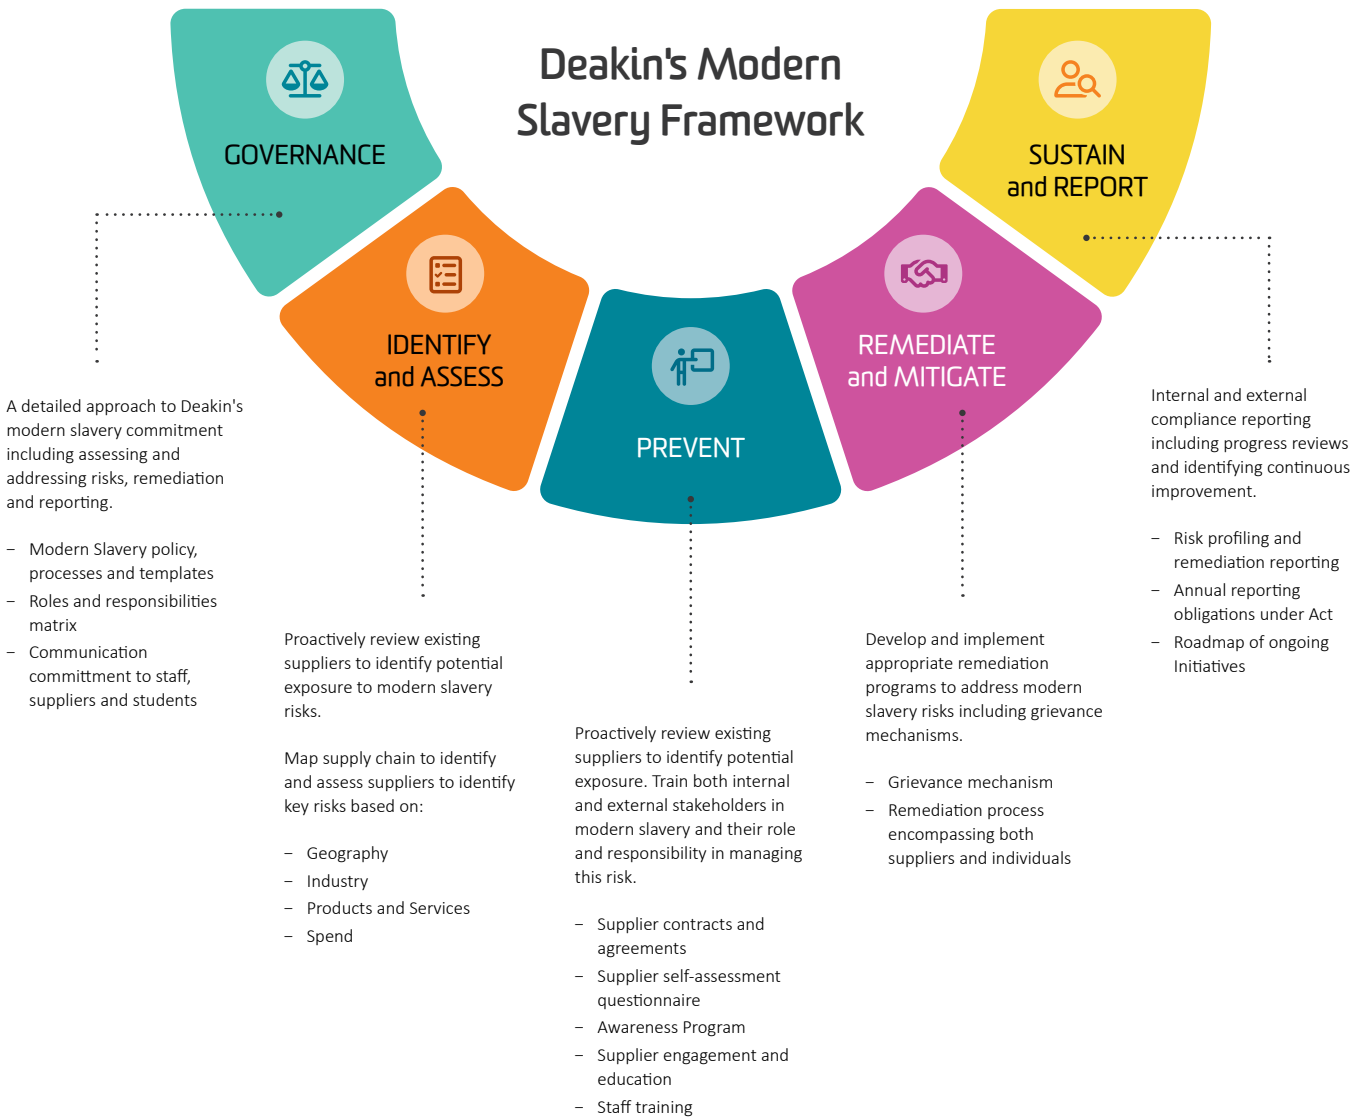 Deakin's Modern
Slavery Framework
GOVERNANCE
A detailed approach to Deakin's
modern slavery commitment
including assessing and
addressing risks, remediation
and reporting.
– Modern Slavery policy,
processes and templates
– Roles and responsibilities
matrix
– Communication
committment to staff,
suppliers and students
IDENTIFY
and ASSESS
Proactively review existing
suppliers to identify potential
exposure to modern slavery
risks.
Map supply chain to identify
and assess suppliers to identify
key risks based on:
– Geography
– Industry
– Products and Services
– Spend
PREVENT
Proactively review existing
suppliers to identify potential
exposure. Train both internal
and external stakeholders in
modern slavery and their role
and responsibility in managing
this risk.
– Supplier contracts and
agreements
– Supplier self-assessment
questionnaire
– Awareness Program
– Supplier engagement and
education
– Staff training
REMEDIATE
and MITIGATE
Develop and implement
appropriate remediation
programs to address modern
slavery risks including grievance
mechanisms.
– Grievance mechanism
– Remediation process
encompassing both
suppliers and individuals
SUSTAIN
and REPORT
Internal and external
compliance reporting
including progress reviews
and identifying continuous
improvement.
– Risk profiling and
remediation reporting
– Annual reporting
obligations under Act
– Roadmap of ongoing
Initiatives